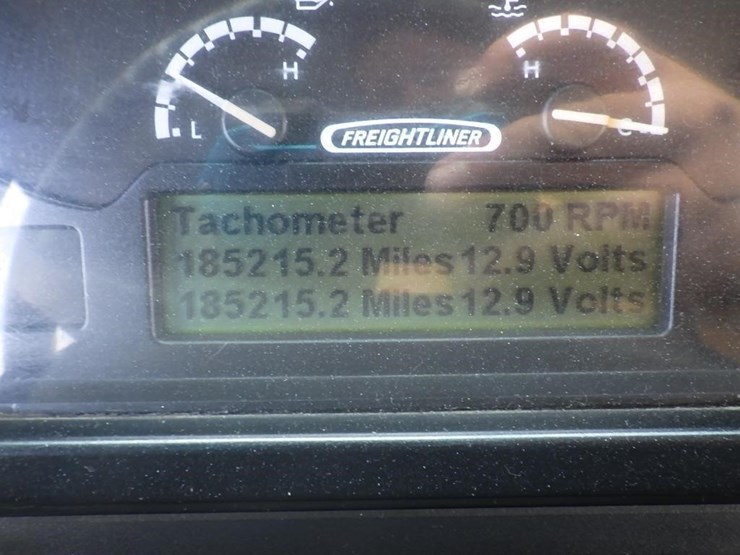 H
H
L
C
FREIGHTLINER
Tachometer 700 RPM
185215.2 Miles 12.9 Volts
185215.2 Miles 12.9 Volts